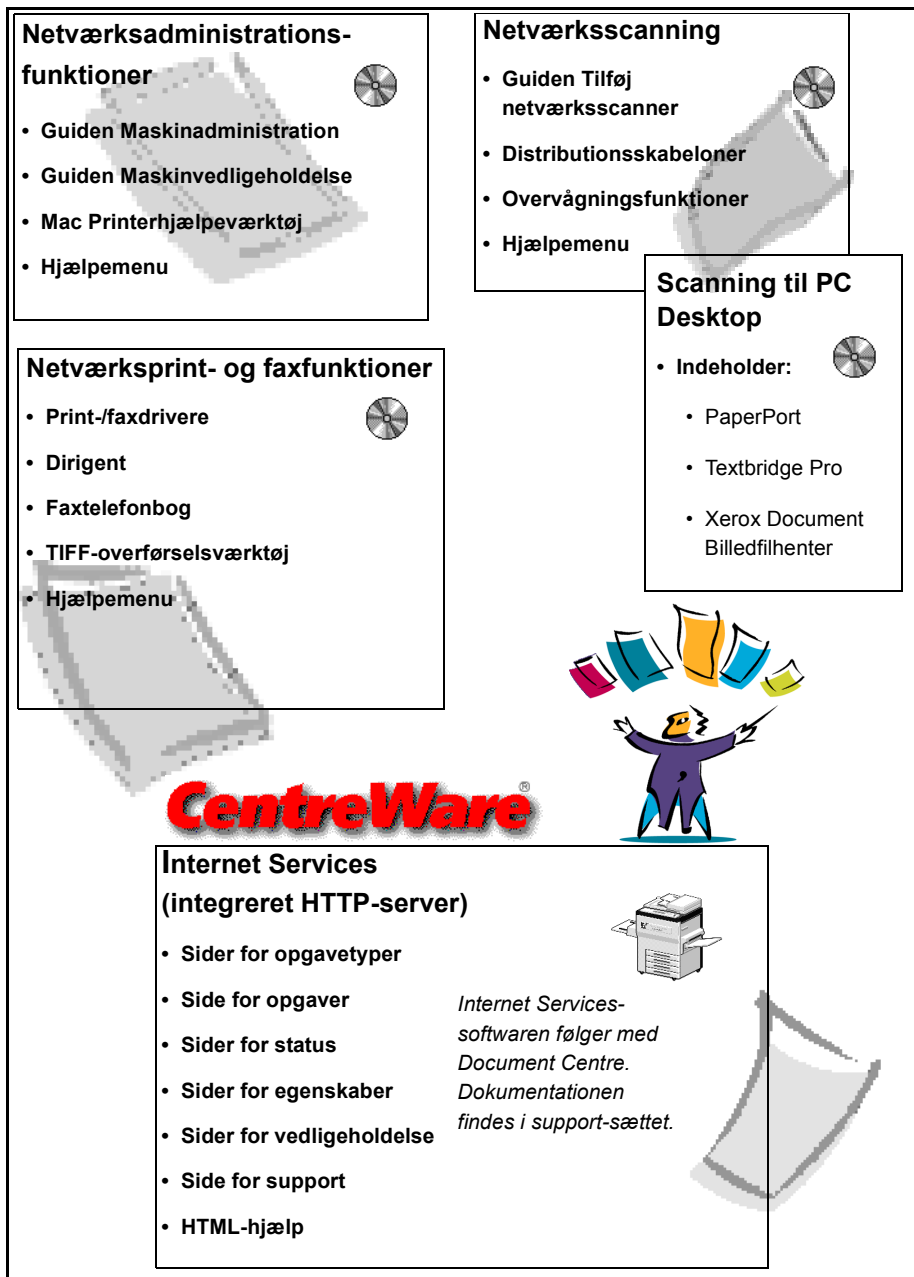 Netværksadministrations-
funktioner
• Guiden Maskinadministration
• Guiden Maskinvedligeholdelse
• Mac Printerhjælpeværktøj
• Hjælpemenu
Netværksscanning
• Guiden Tilføj
netværksscanner
• Distributionsskabeloner
• Overvågningsfunktioner
• Hjælpemenu
Scanning til PC
Desktop
• Indeholder:
• PaperPort
• Textbridge Pro
• Xerox Document
Billedfilhenter
Netværksprint- og faxfunktioner
• Print-/faxdrivere
• Dirigent
• Faxtelefonbog
• TIFF-overførselsværktøj
• Hjælpemenu
CentreWare®
Internet Services
(integreret HTTP-server)
• Sider for opgavetyper
• Side for opgaver
• Sider for status
• Sider for egenskaber
• Sider for vedligeholdelse
• Side for support
• HTML-hjælp
Internet Services-
softwaren følger med
Document Centre.
Dokumentationen
findes i support-sættet.